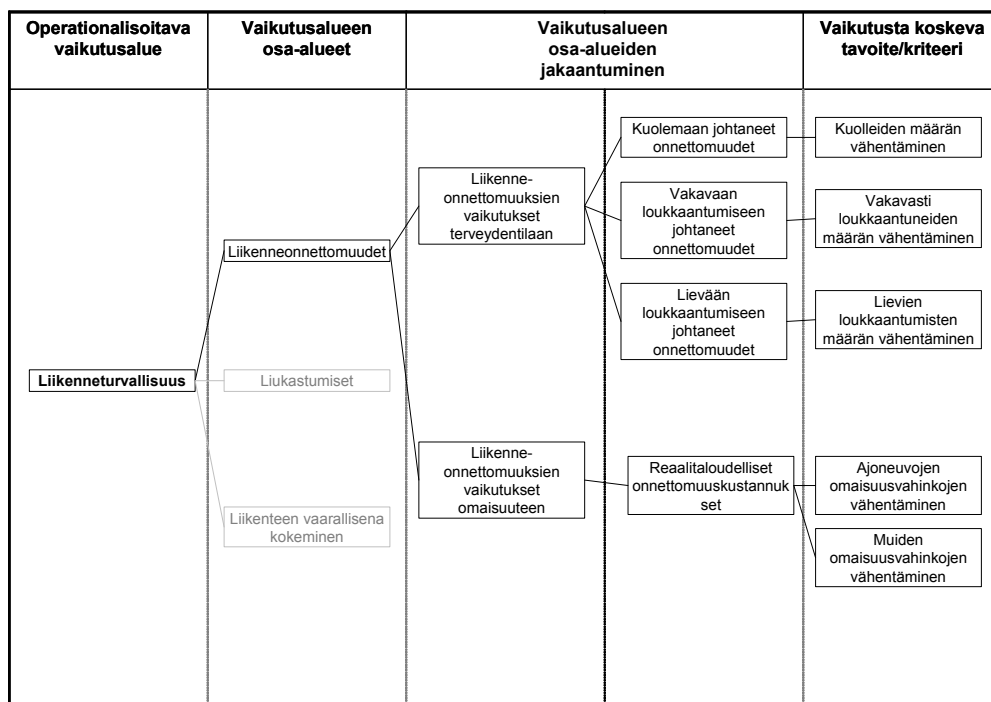 Operationalisoitava
vaikutusalue
Vaikutusalueen
osa-alueet
Vaikutusalueen
osa-alueiden
jakaantuminen
Vaikutusta koskeva
tavoite/kriteeri
Liikenneturvallisuus
Liikenneonnettomuudet
Liukastumiset
Liikenteen vaarallisena
kokeminen
Liikenne-
onnettomuuksien
vaikutukset
terveydentilaan
Liikenne-
onnettomuuksien
vaikutukset
omaisuuteen
Kuolemaan johtaneet
onnettomuudet
Vakavaan
loukkaantumiseen
johtaneet
onnettomuudet
Lievään
loukkaantumiseen
johtaneet
onnettomuudet
Reaalitaloudelliset
onnettomuuskustannuk
set
Kuolleiden määrän
vähentäminen
Vakavasti
loukkaantuneiden
määrän vähentäminen
Lievien
loukkaantumisten
määrän vähentäminen
Ajoneuvojen
omaisuusvahinkojen
vähentäminen
Muiden
omaisuusvahinkojen
vähentäminen